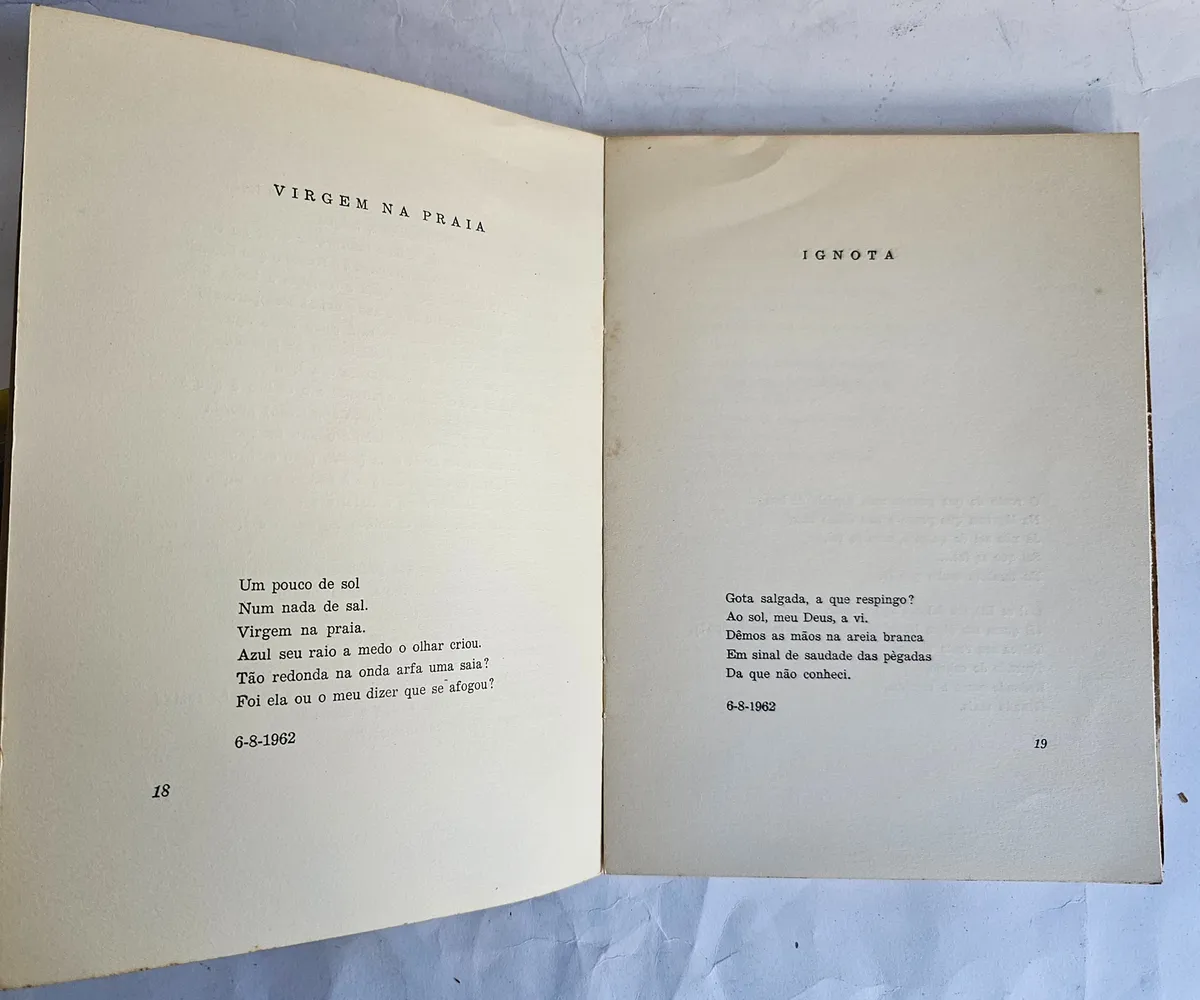 VIRGEM NA PRAIA
Um pouco de sol
Num nada de sal.
Virgem na praia.
Azul seu raio a medo o olhar criou.
Tão redonda na onda arfa uma saia?
Foi ela ou o meu dizer que se afogou?
6-8-1962
18
IGNOTA
Gota salgada, a que respingo?
Ao sol, meu Deus, a vi.
Dêmos as mãos na areia branca
Em sinal de saudade das pègadas
Da que não conheci.
6-8-1962
19